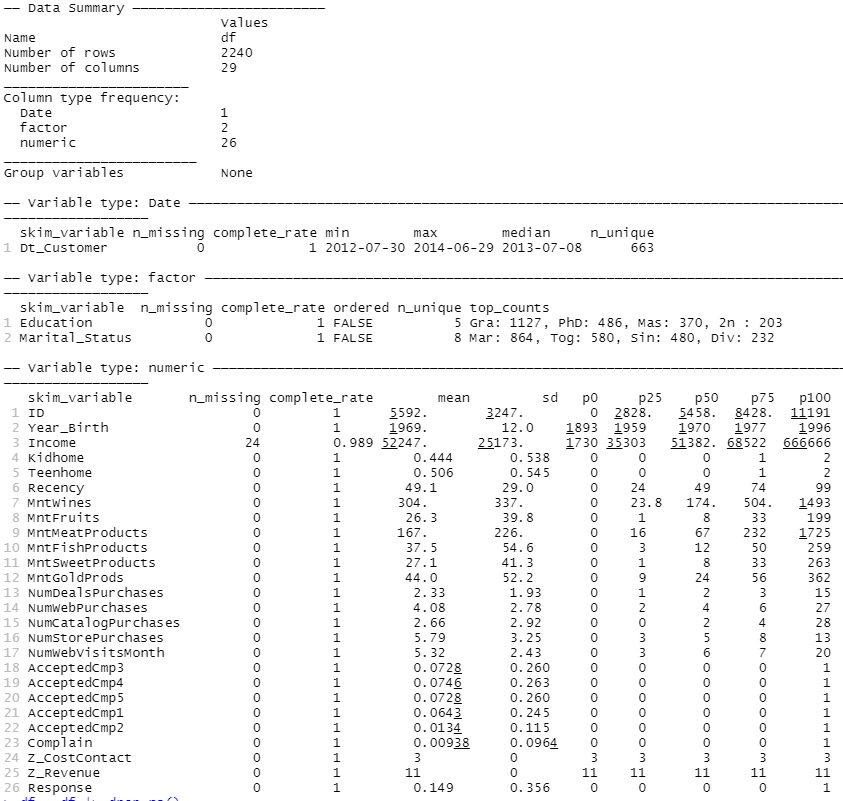 ── Data Summary ────────────────────────
                           Values
Name                       df
Number of rows             2240
Number of columns          29
_______________________
Column type frequency:
  Date                     1
  factor                   2
  numeric                  26
________________________
Group variables            None
── Variable type: Date ────────────────────────
  skim_variable n_missing complete_rate min        max        median     n_unique
1 Dt_Customer           0             1 2012-07-30 2014-06-29 2013-07-08      663
── Variable type: factor ────────────────────────
  skim_variable  n_missing complete_rate ordered n_unique top_counts
1 Education              0             1 FALSE          5 Gra: 1127, PhD: 486, Mas: 370, 2n : 203
2 Marital_Status         0             1 FALSE          8 Mar: 864, Tog: 580, Sin: 480, Div: 232
── Variable type: numeric ────────────────────────
   skim_variable       n_missing complete_rate mean sd p0 p25 p50 p75 p100
1 ID 0 1 5592. 3247. 0 2828. 5458. 8428. 11191
2 Year_Birth 0 1 1969. 12.0 1893 1959 1970 1977 1996
3 Income 24 0.989 52247. 25173. 1730 35303 51382. 68522 666666
4 Kidhome 0 1 0.444 0.538 0 0 0 1 2
5 Teenhome 0 1 0.506 0.545 0 0 0 1 2
6 Recency 0 1 49.1 29.0 0 24 49 74 99
7 MntWines 0 1 304. 337. 0 23.8 174. 504. 1493
8 MntFruits 0 1 26.3 39.8 0 1 8 33 199
9 MntMeatProducts 0 1 167. 226. 0 16 67 232 1725
10 MntFishProducts 0 1 37.5 54.6 0 3 12 50 259
11 MntSweetProducts 0 1 27.1 41.3 0 1 8 33 263
12 MntGoldProds 0 1 44.0 52.2 0 9 24 56 362
13 NumDealsPurchases 0 1 2.33 1.93 0 1 2 3 15
14 NumWebPurchases 0 1 4.08 2.78 0 2 4 6 27
15 NumCatalogPurchases 0 1 2.66 2.92 0 0 2 4 28
16 NumStorePurchases 0 1 5.79 3.25 0 3 5 8 13
17 NumWebVisitsMonth 0 1 5.32 2.43 0 3 6 7 20
18 AcceptedCmp3 0 1 0.0728 0.260 0 0 0 0 1
19 AcceptedCmp4 0 1 0.0746 0.263 0 0 0 0 1
20 AcceptedCmp5 0 1 0.0728 0.260 0 0 0 0 1
21 AcceptedCmp1 0 1 0.0643 0.245 0 0 0 0 1
22 AcceptedCmp2 0 1 0.0134 0.115 0 0 0 0 1
23 Complain 0 1 0.00938 0.0964 0 0 0 0 1
24 Z_CostContact 0 1 3 0 3 3 3 3 3
25 Z_Revenue 0 1 11 0 11 11 11 11 11
26 Response 0 1 0.149 0.356 0 0 0 0 1